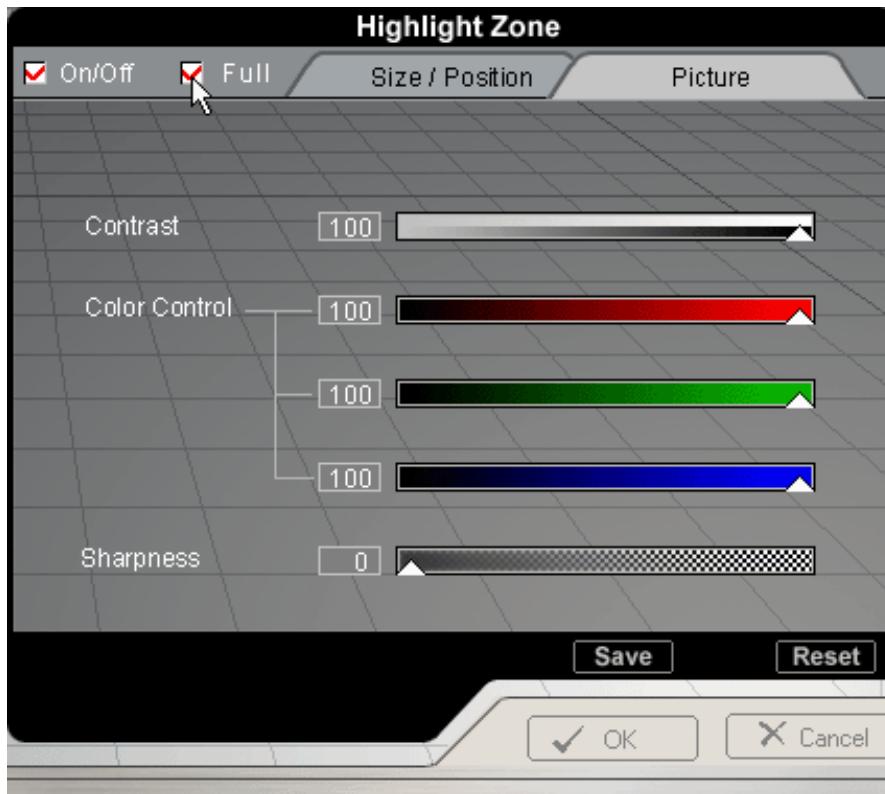 Highlight Zone
On/Off Full Size / Position Picture
Contrast 100
Color Control 100
100
100
Sharpness 0
Save Reset
OK Cancel